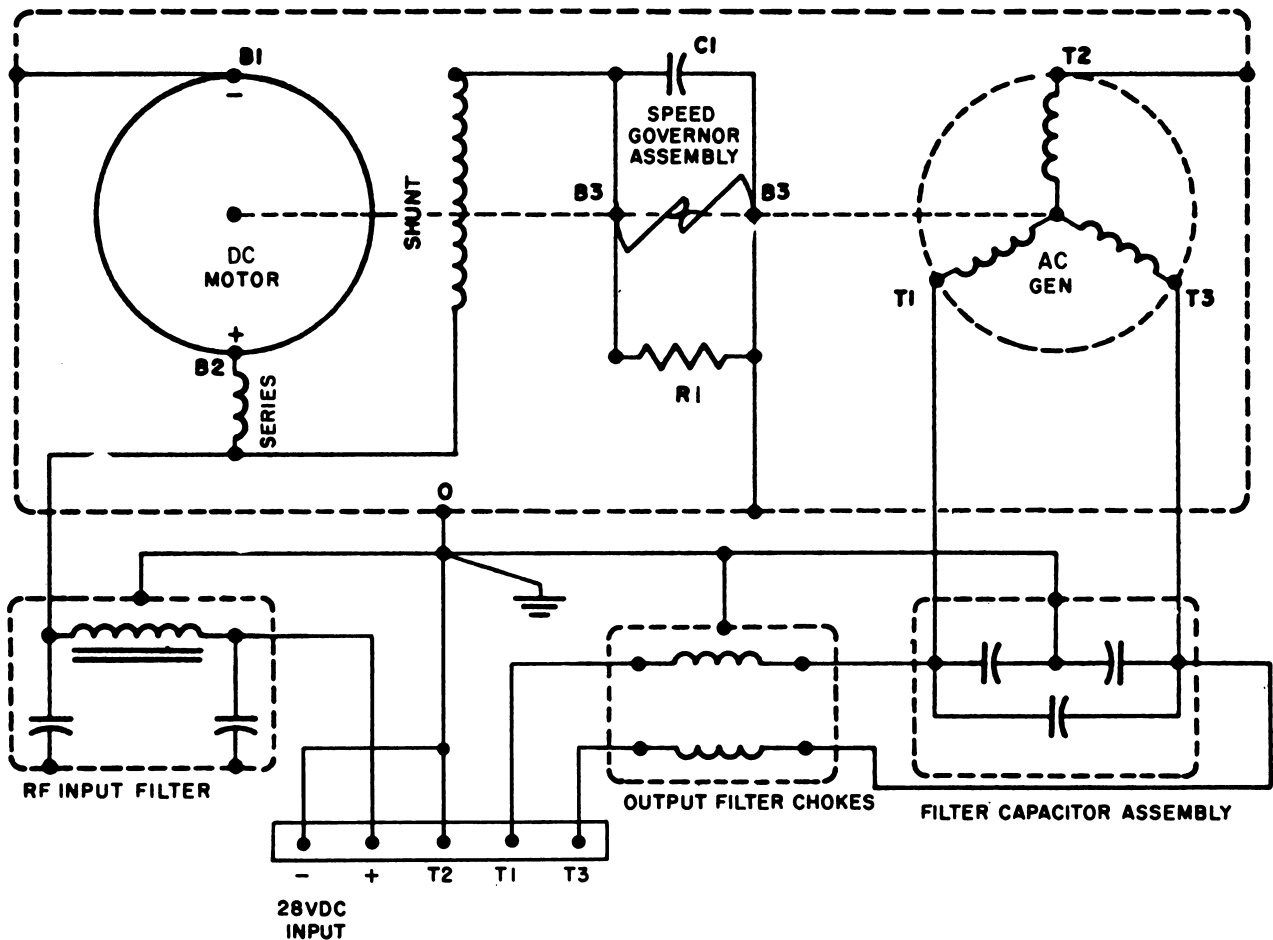 B1
−
C1
T2
SPEED
GOVERNOR
ASSEMBLY
B3
B3
SHUNT
DC
MOTOR
AC
GEN
T1
T3
+
B2
SERIES
R1
O
RF INPUT FILTER
OUTPUT FILTER CHOKES
FILTER CAPACITOR ASSEMBLY
− + T2 T1 T3
28VDC
INPUT